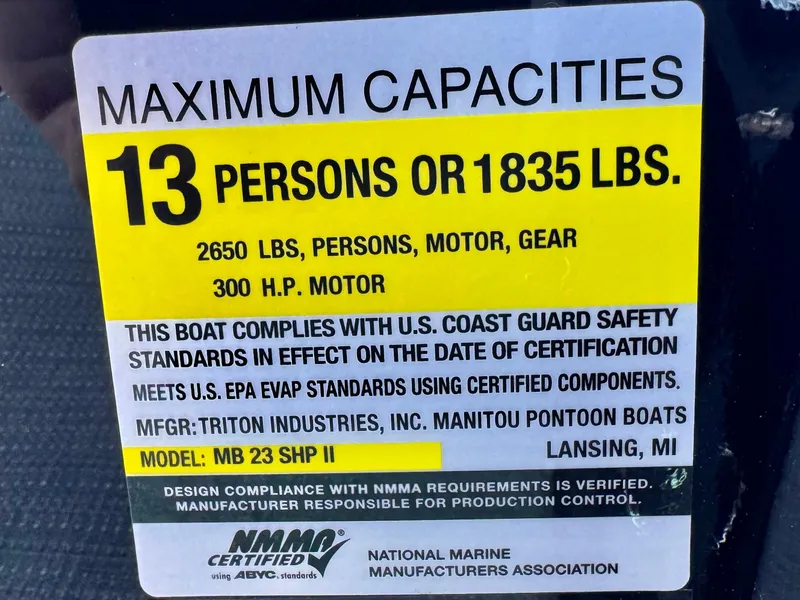 MAXIMUM CAPACITIES
13 PERSONS OR 1835 LBS.
2650 LBS, PERSONS, MOTOR, GEAR
300 H.P. MOTOR
THIS BOAT COMPLIES WITH U.S. COAST GUARD SAFETY
STANDARDS IN EFFECT ON THE DATE OF CERTIFICATION
MEETS U.S. EPA EVAP STANDARDS USING CERTIFIED COMPONENTS.
MFGR: TRITON INDUSTRIES, INC. MANITOU PONTOON BOATS
MODEL: MB 23 SHP II LANSING, MI
DESIGN COMPLIANCE WITH NMMA REQUIREMENTS IS VERIFIED.
MANUFACTURER RESPONSIBLE FOR PRODUCTION CONTROL.
NMMA®
CERTIFIED
using ABYC. standards
NATIONAL MARINE
MANUFACTURERS ASSOCIATION